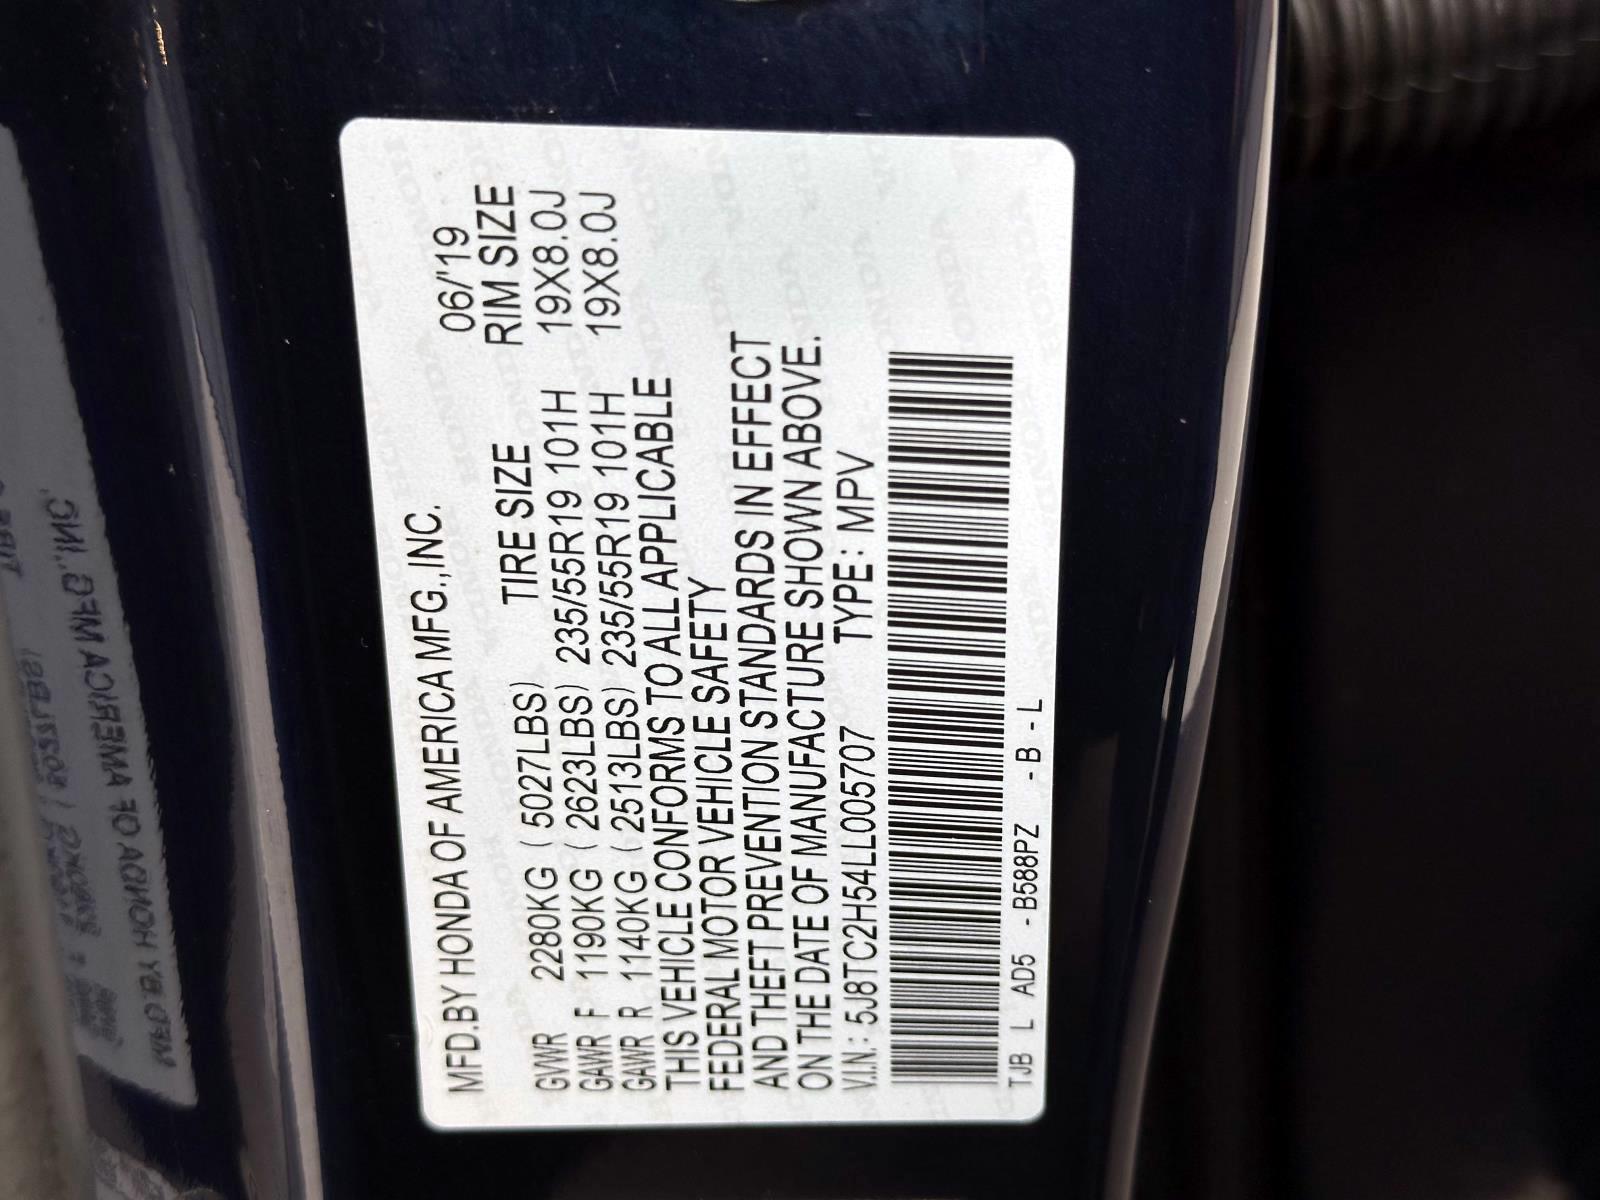 MFD.BY HONDA OF AMERICA MFG.,INC. 06/'19
TIRE SIZE RIM SIZE
GVWR 2280KG ( 5027LBS)
GAWR F 1190KG ( 2623LBS) 235/55R19 101H 19X8.0J
GAWR R 1140KG ( 2513LBS) 235/55R19 101H 19X8.0J
THIS VEHICLE CONFORMS TO ALL APPLICABLE
FEDERAL MOTOR VEHICLE SAFETY
AND THEFT PREVENTION STANDARDS IN EFFECT
ON THE DATE OF MANUFACTURE SHOWN ABOVE.
V.I.N.: 5J8TC2H54LL005707 TYPE: MPV
TJB L AD5 - B588PZ - B - L